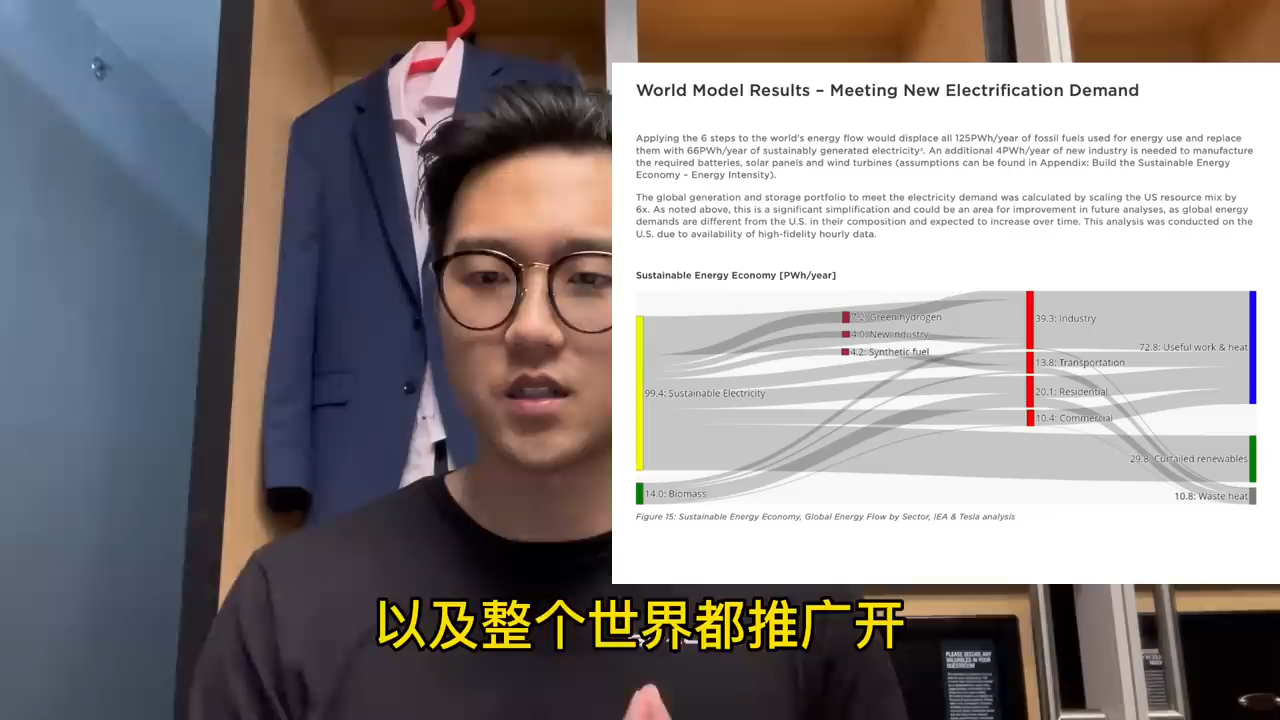 World Model Results – Meeting New Electrification Demand
Applying the 6 steps to the world's energy flow would displace all 125PWh/year of fossil fuels used for energy use and replace
them with 66PWh/year of sustainably generated electricityˣ. An additional 4PWh/year of new industry is needed to manufacture
the required batteries, solar panels and wind turbines (assumptions can be found in Appendix: Build the Sustainable Energy
Economy – Energy Intensity).
The global generation and storage portfolio to meet the electricity demand was calculated by scaling the US resource mix by
6x. As noted above, this is a significant simplification and could be an area for improvement in future analyses, as global energy
demands are different from the U.S. in their composition and expected to increase over time. This analysis was conducted on the
U.S. due to availability of high-fidelity hourly data.
Sustainable Energy Economy [PWh/year]
7.2: Green hydrogen
39.3: Industry
4.0: New industry
72.8: Useful work & heat
4.2: Synthetic fuel
13.8: Transportation
99.4: Sustainable Electricity
20.1: Residential
10.4: Commercial
29.8: Curtailed renewables
14.0: Biomass
10.8: Waste heat
Figure 15: Sustainable Energy Economy, Global Energy Flow by Sector, IEA & Tesla analysis
以及整个世界都推广开
PLEASE SECURE ANY
VALUABLES IN YOUR